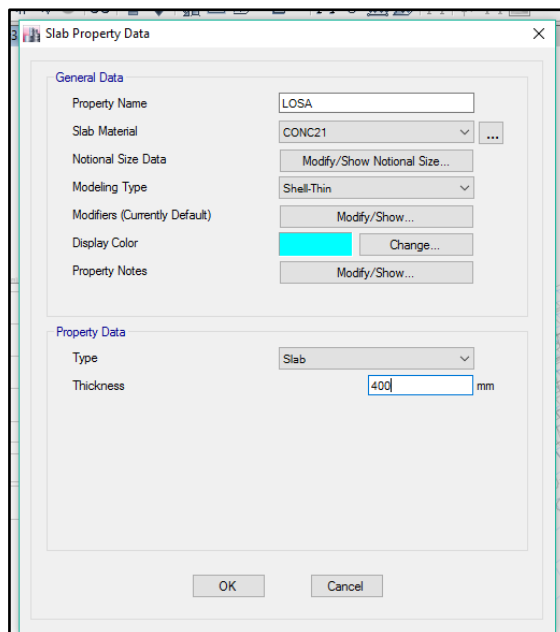 Slab Property Data
General Data
Property Name LOSA
Slab Material CONC21 ...
Notional Size Data Modify/Show Notional Size...
Modeling Type Shell-Thin
Modifiers (Currently Default) Modify/Show...
Display Color Change...
Property Notes Modify/Show...
Property Data
Type Slab
Thickness 400 mm
OK Cancel